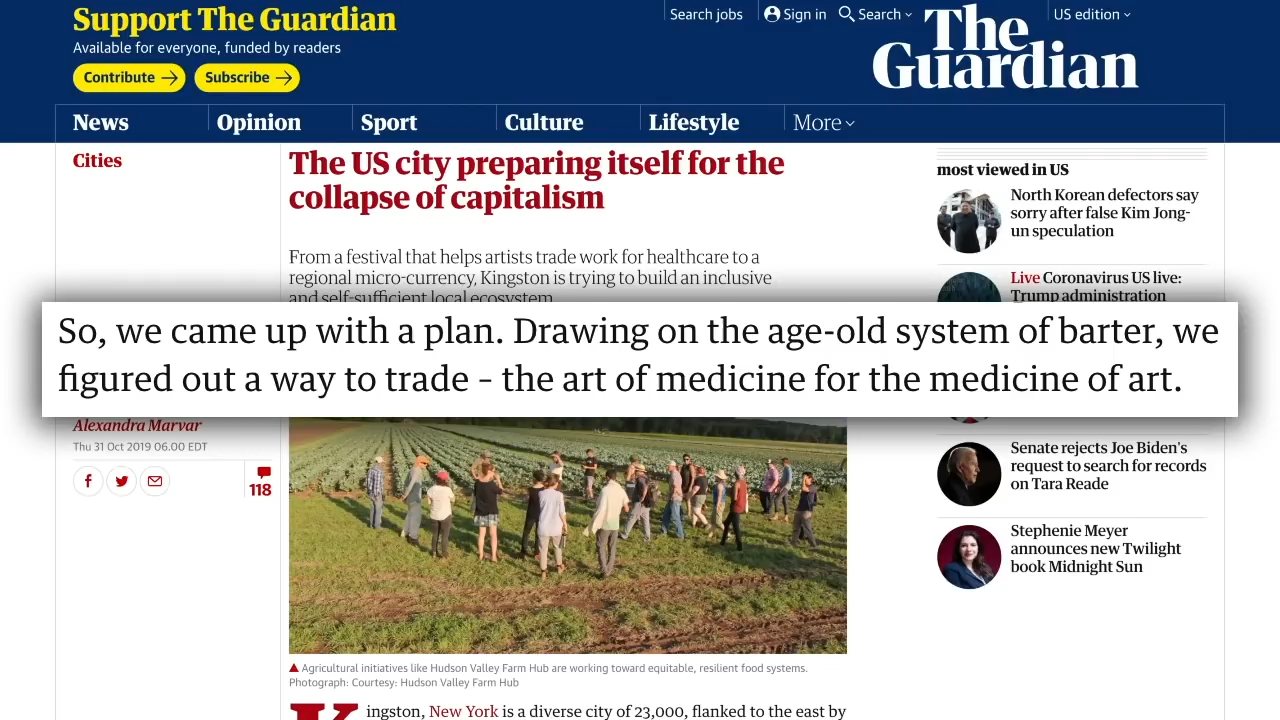 Support The Guardian
Available for everyone, funded by readers
Contribute
Subscribe
Search jobs
Sign in
Search
US edition
The
Guardian
News
Opinion
Sport
Culture
Lifestyle
More
Cities
The US city preparing itself for the
collapse of capitalism
From a festival that helps artists trade work for healthcare to a
regional micro-currency, Kingston is trying to build an inclusive
and self-sufficient local ecosystem
So, we came up with a plan. Drawing on the age-old system of barter, we
figured out a way to trade – the art of medicine for the medicine of art.
Alexandra Marvar
Thu 31 Oct 2019 06.00 EDT
118
Agricultural initiatives like Hudson Valley Farm Hub are working toward equitable, resilient food systems.
Photograph: Courtesy: Hudson Valley Farm Hub
Kingston, New York is a diverse city of 23,000, flanked to the east by
most viewed in US
North Korean defectors say
sorry after false Kim Jong-
un speculation
Live Coronavirus US live:
Trump administration
Senate rejects Joe Biden's
request to search for records
on Tara Reade
Stephenie Meyer
announces new Twilight
book Midnight Sun